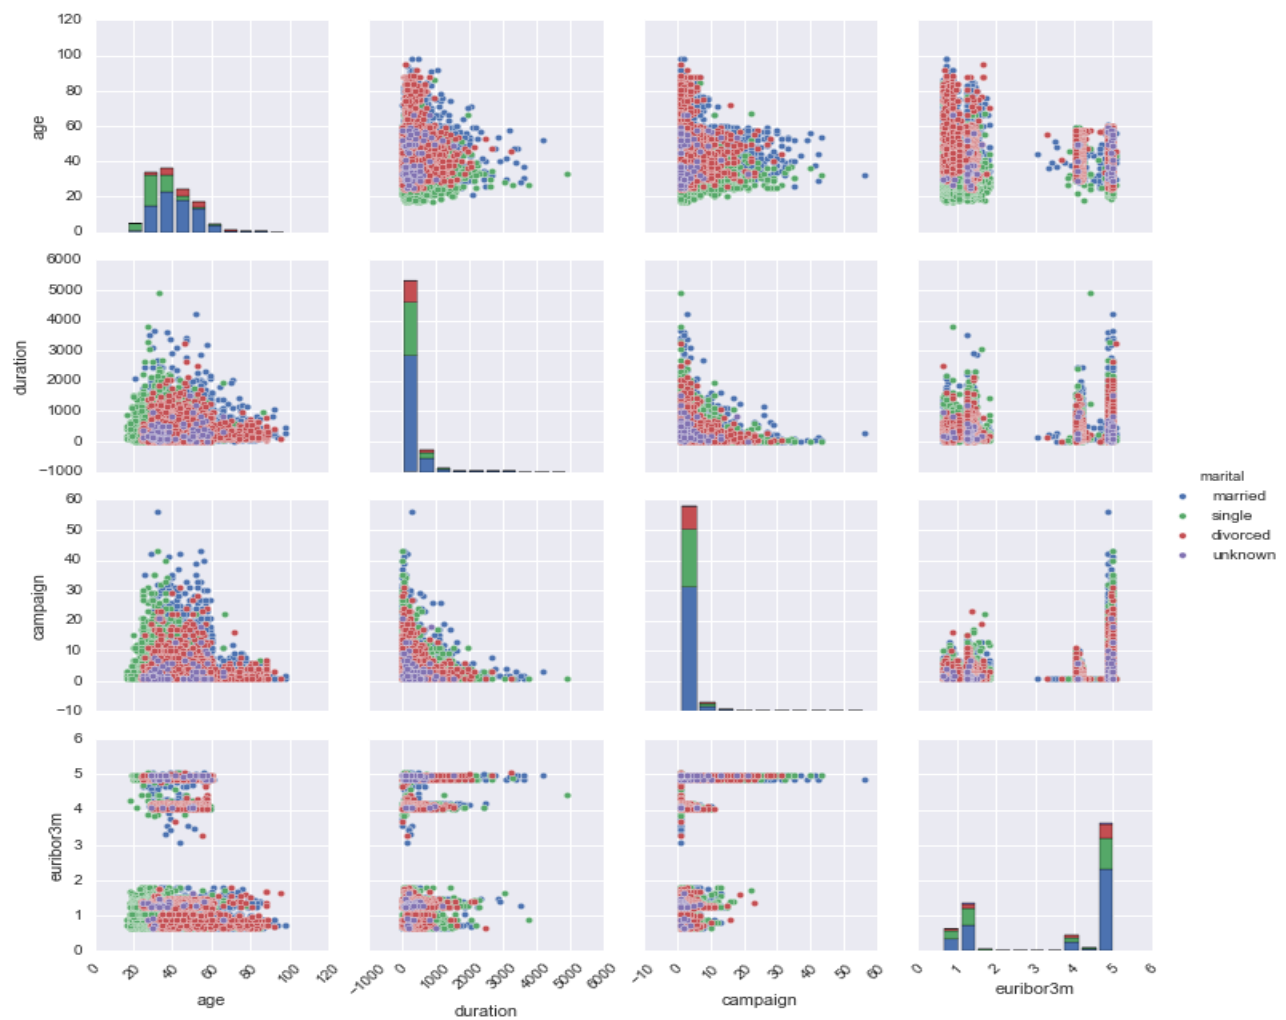 120
100
80
60
40
20
0
age
6000
5000
4000
3000
2000
1000
0
−1000
duration
60
50
40
30
20
10
0
−10
campaign
6
5
4
3
2
1
0
euribor3m
0 20 40 60 80 100 120
age
−1000 0 1000 2000 3000 4000 5000 6000
duration
−10 0 10 20 30 40 50 60
campaign
0 1 2 3 4 5 6
euribor3m
marital
married
single
divorced
unknown